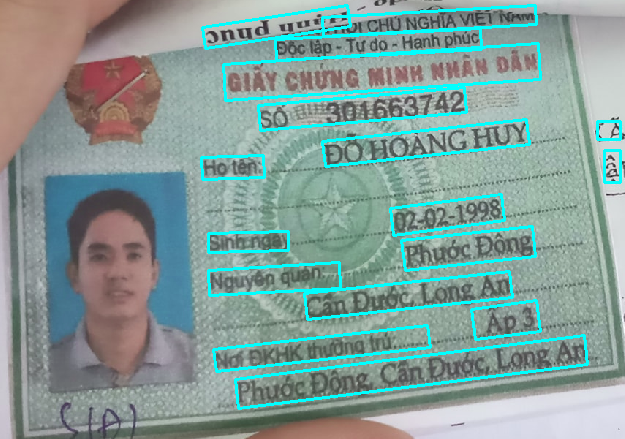 HỘI CHỦ NGHĨA VIỆT NAM
Độc lập - Tự do - Hạnh phúc
GIẤY CHỨNG MINH NHÂN DÂN
SỐ 301663742
Họ tên: ĐỖ HOÀNG HUY
Sinh ngày 02-02-1998
Nguyên quán: Phước Đông
Cần Đước, Long An
Nơi ĐKHK thường trú: Ấp 3
Phước Đông, Cần Đước, Long An